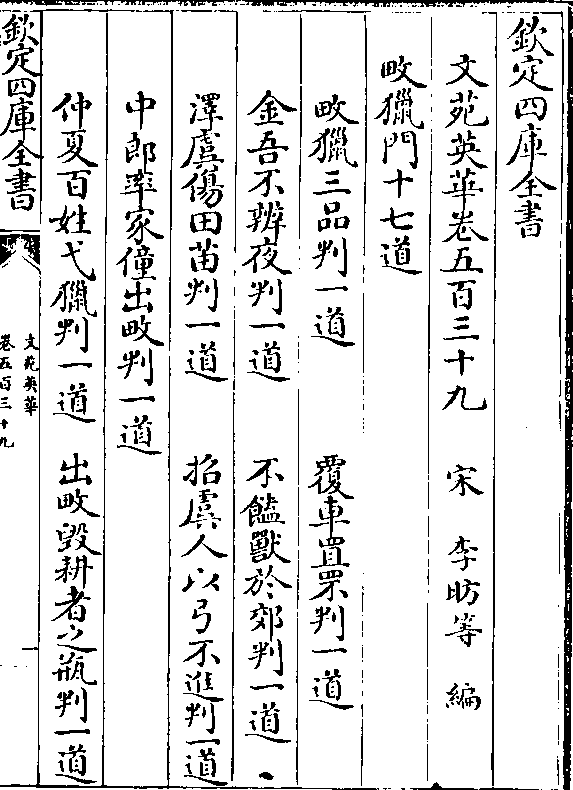 欽定四庫全書
文苑英華卷五百三十九　宋　李昉等　編
畋獵門十七道
畋獵三品判一道　覆車罝罘判一道
金吾不辨夜判一道　不饁獸於郊判一道
澤虞傷田苗判一道　招虞人以弓不進判一道
中郎率家僮出畋判一道
仲夏百姓弋獵判一道　出畋毀耕者之瓶判一道
欽定四庫全書
文苑英華
卷五百三十九
一